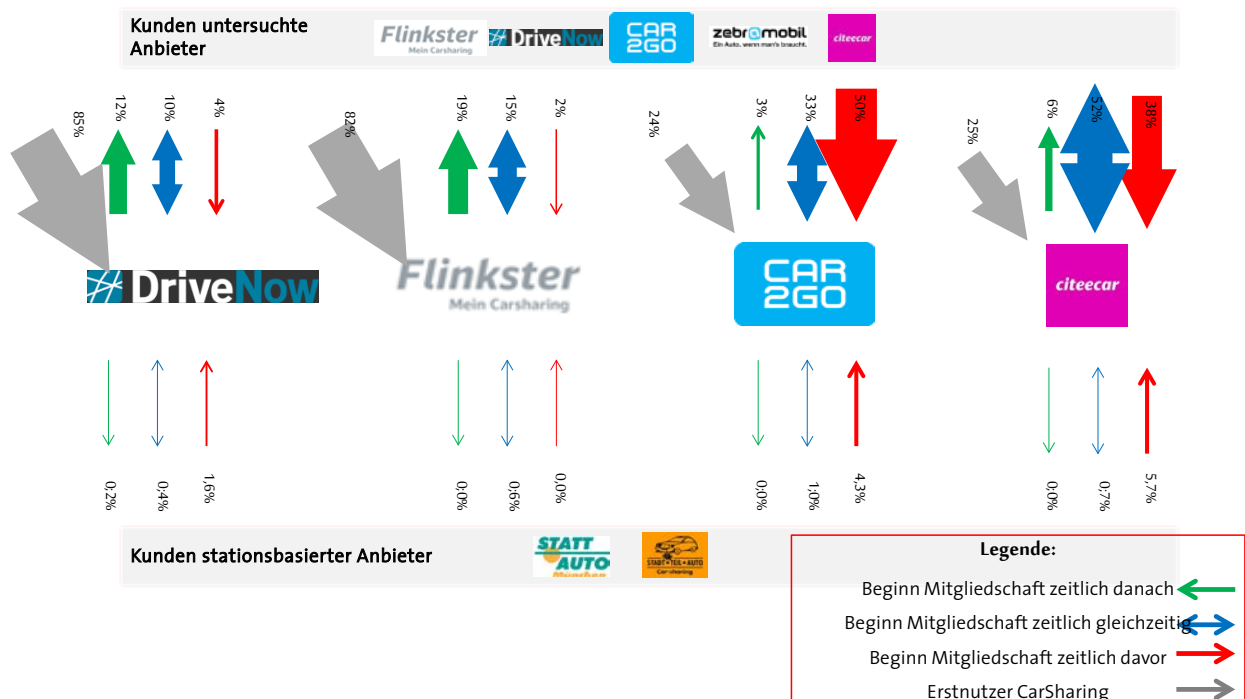 Kunden untersuchte
Anbieter
Flinkster
Mein Carsharing
DriveNow
CAR
2GO
zebramobil
Ein Auto, wenn man's braucht.
citeecar
85%
12%
10%
4%
82%
19%
15%
2%
24%
3%
33%
50%
25%
6%
52%
38%
DriveNow
Flinkster
Mein Carsharing
CAR
2GO
citeecar
0;2%
0;4%
1,6%
0;0%
0;6%
0,0%
0;0%
1;0%
4,3%
0;0%
0;7%
5,7%
Kunden stationsbasierter Anbieter
STATT
AUTO
München
STADT-TEIL-AUTO
Carsharing
Legende:
Beginn Mitgliedschaft zeitlich danach
Beginn Mitgliedschaft zeitlich gleichzeitig
Beginn Mitgliedschaft zeitlich davor
Erstnutzer CarSharing